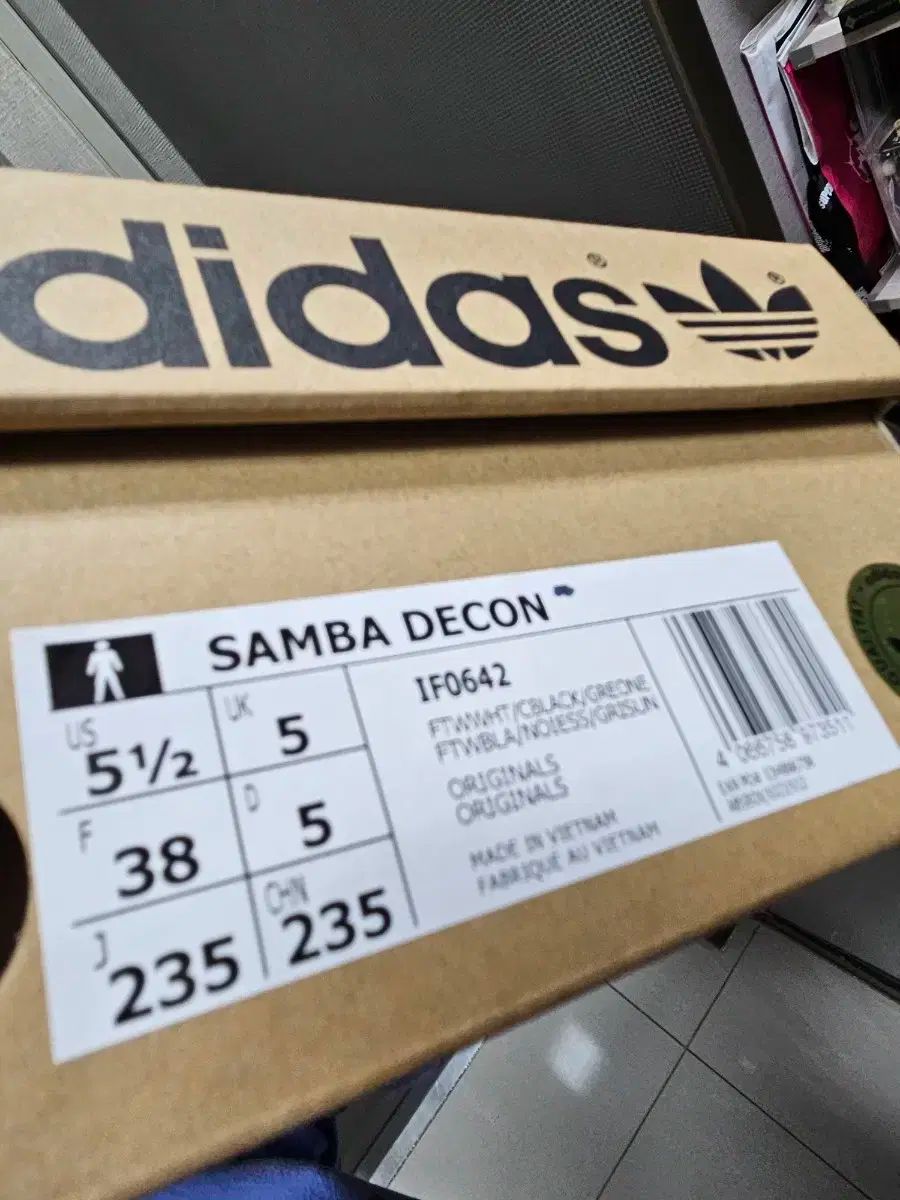 adidas®
®
SAMBA DECON
US
5½
UK
5
F
38
D
5
J
235
CHN
235
IF0642
FTWWHT/CBLACK/GREONE
FTWBLA/NOIESS/GRISUN
ORIGINALS
ORIGINALS
MADE IN VIETNAM
FABRIQUÉ AU VIETNAM